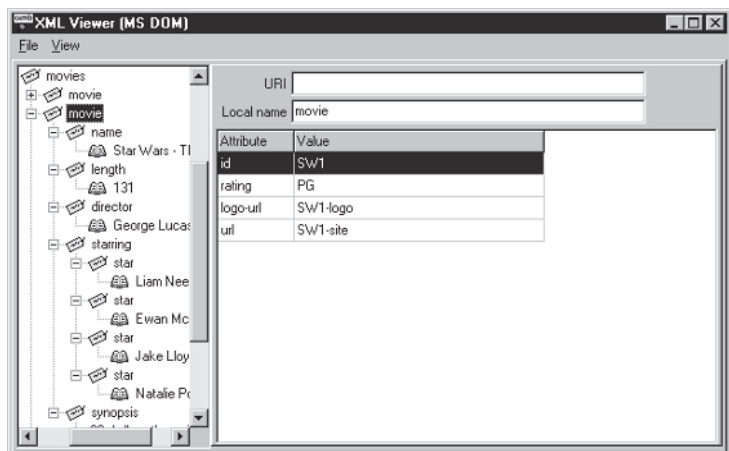 XML Viewer (MS DOM)
File View
movies
movie
movie
name
Star Wars - T
length
131
director
George Lucas
starring
star
Liam Nee
star
Ewan Mc
star
Jake Lloy
star
Natalie Po
synopsis
URI
Local name movie
Attribute Value
id SW1
rating PG
logo-url SW1-logo
url SW1-site